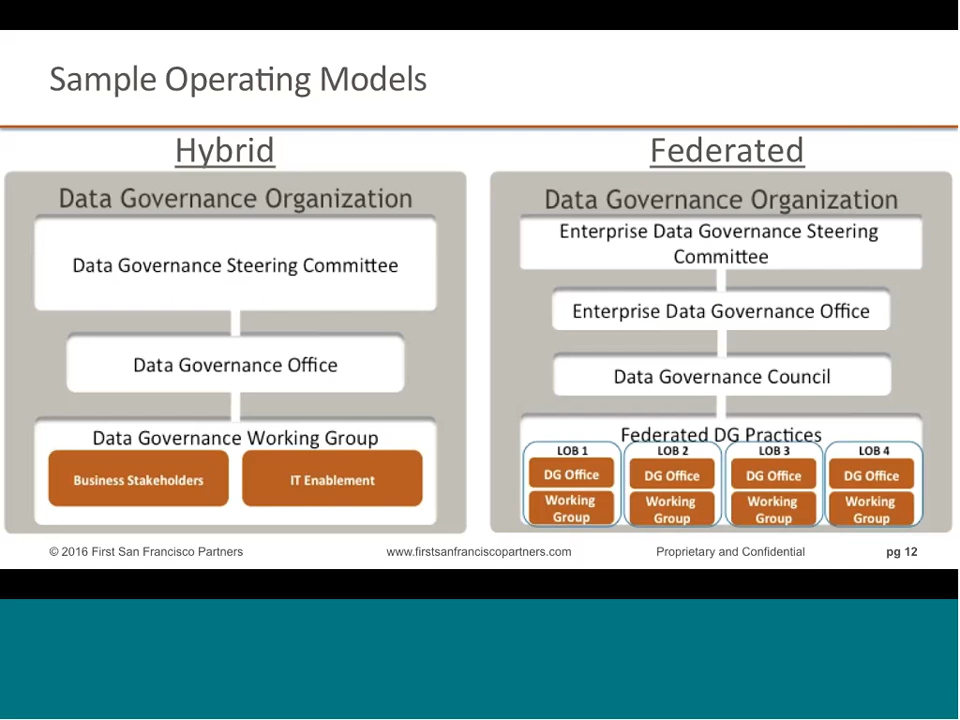 Sample Operating Models
Hybrid
Data Governance Organization
Data Governance Steering Committee
Data Governance Office
Data Governance Working Group
Business Stakeholders
IT Enablement
Federated
Data Governance Organization
Enterprise Data Governance Steering
Committee
Enterprise Data Governance Office
Data Governance Council
Federated DG Practices
LOB 1
DG Office
Working
Group
LOB 2
DG Office
Working
Group
LOB 3
DG Office
Working
Group
LOB 4
DG Office
Working
Group
© 2016 First San Francisco Partners
www.firstsanfranciscopartners.com
Proprietary and Confidential
pg 12